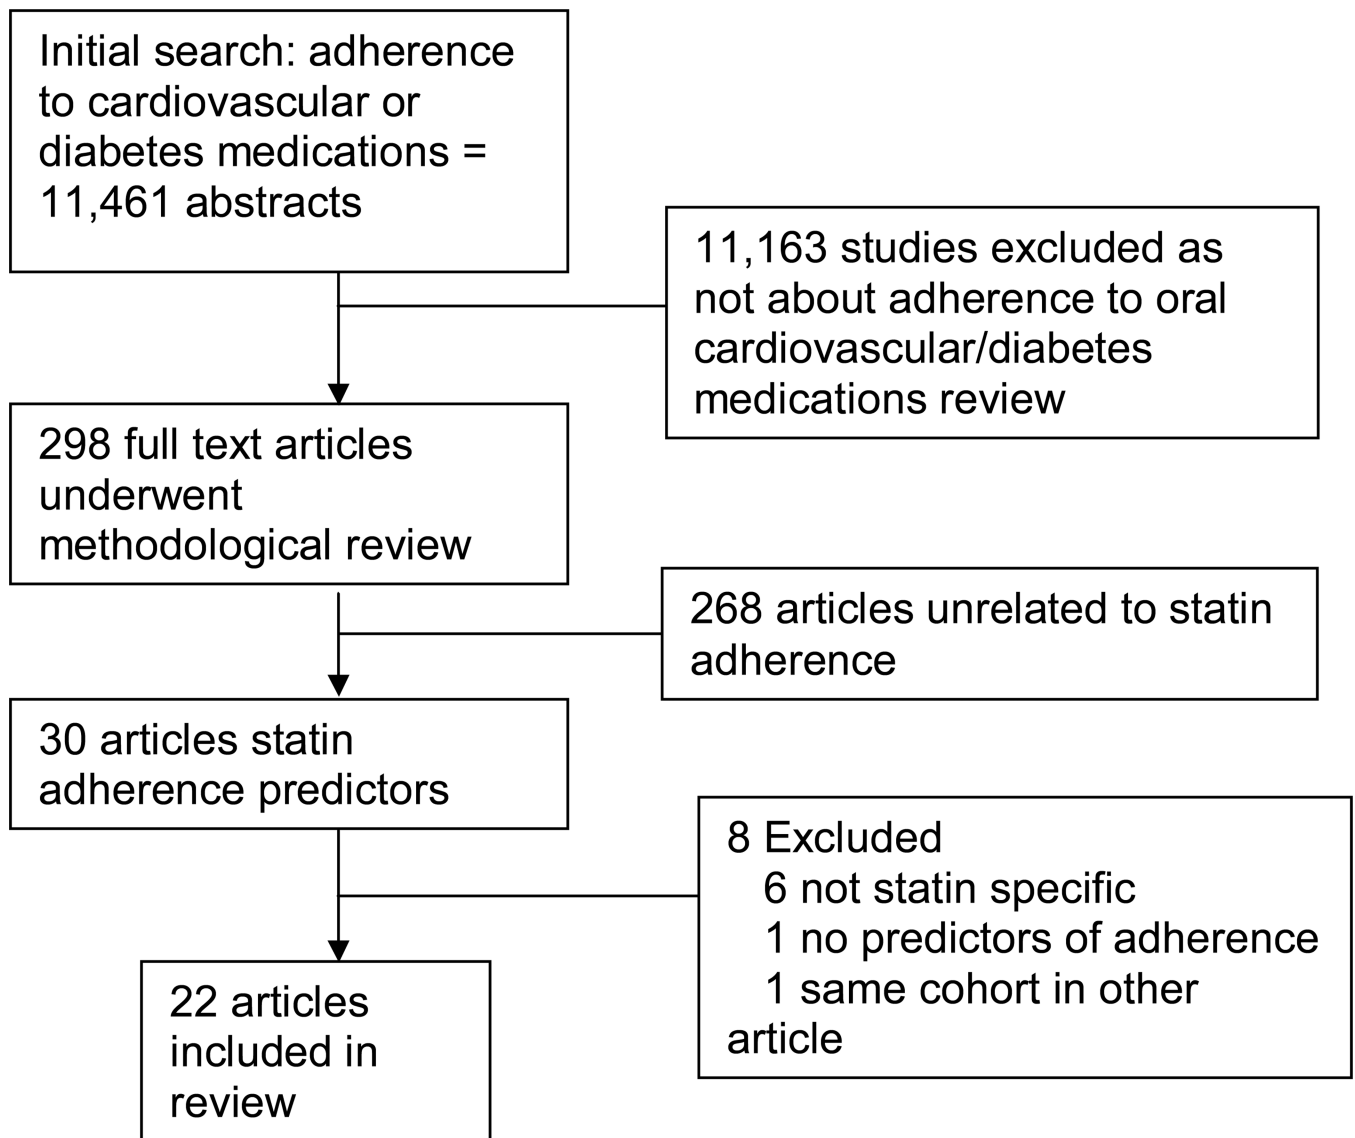 Initial search: adherence
to cardiovascular or
diabetes medications =
11,461 abstracts
11,163 studies excluded as
not about adherence to oral
cardiovascular/diabetes
medications review
298 full text articles
underwent
methodological review
268 articles unrelated to statin
adherence
30 articles statin
adherence predictors
8 Excluded
6 not statin specific
1 no predictors of adherence
1 same cohort in other
article
22 articles
included in
review